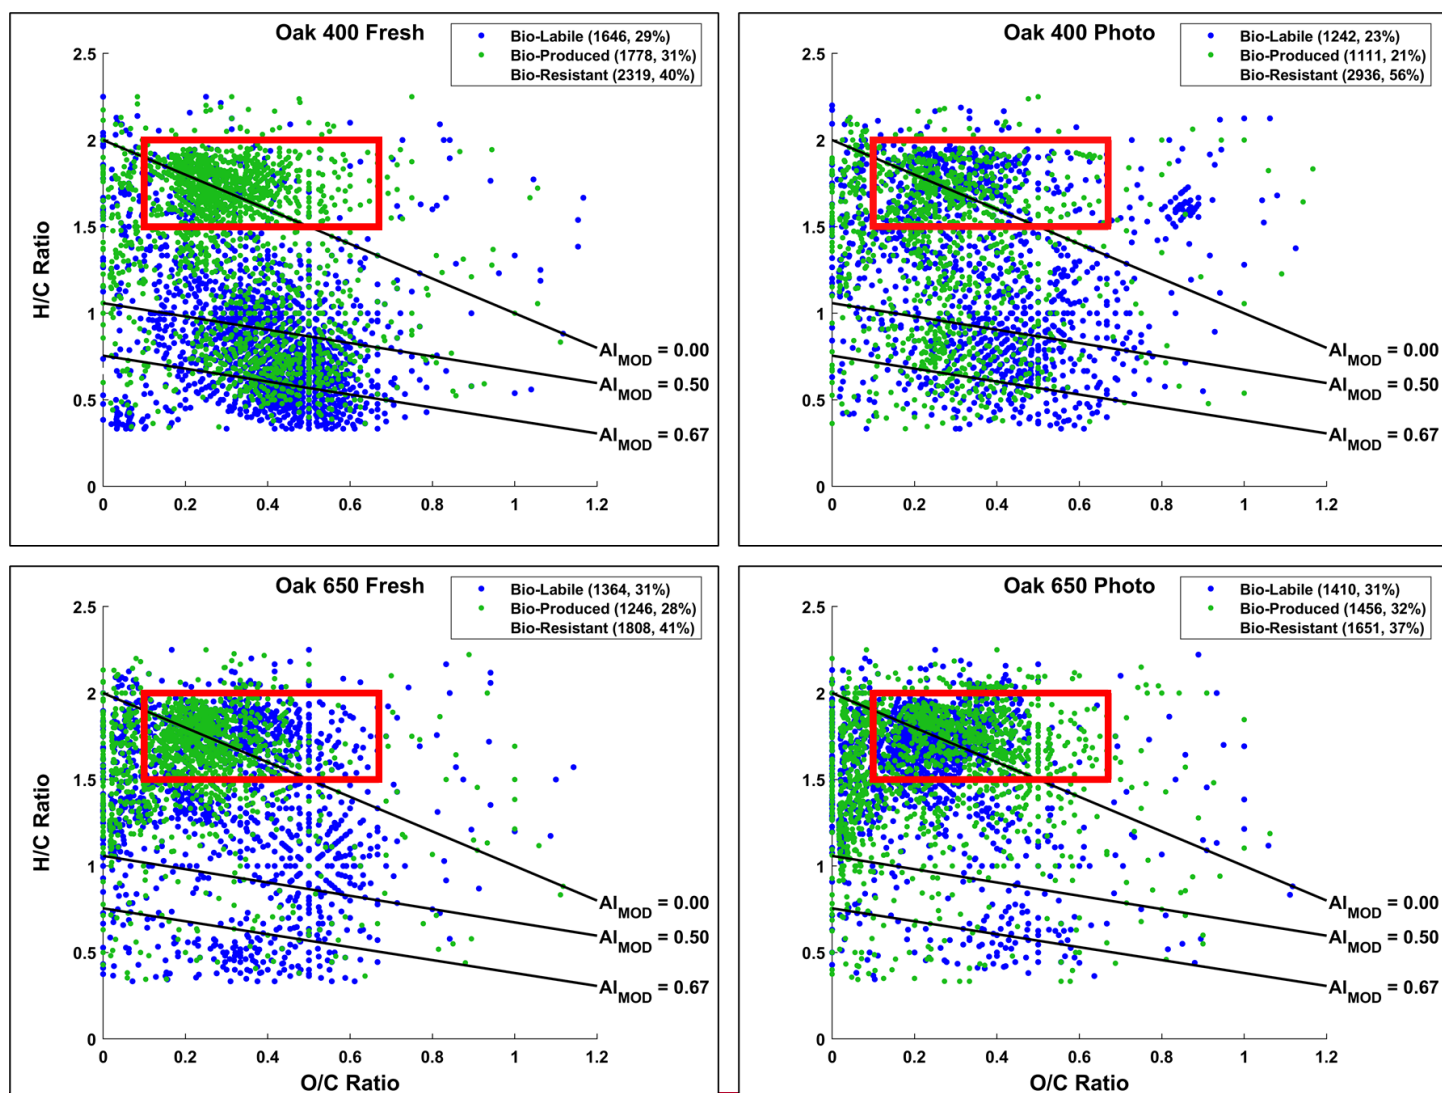 Oak 400 Fresh
Bio-Labile (1646, 29%)
Bio-Produced (1778, 31%)
Bio-Resistant (2319, 40%)
2.5
2
1.5
1
0.5
0
H/C Ratio
0
0.2
0.4
0.6
0.8
1
1.2
AIMOD = 0.00
AIMOD = 0.50
AIMOD = 0.67
Oak 400 Photo
Bio-Labile (1242, 23%)
Bio-Produced (1111, 21%)
Bio-Resistant (2936, 56%)
2.5
2
1.5
1
0.5
0
0
0.2
0.4
0.6
0.8
1
1.2
AIMOD = 0.00
AIMOD = 0.50
AIMOD = 0.67
Oak 650 Fresh
Bio-Labile (1364, 31%)
Bio-Produced (1246, 28%)
Bio-Resistant (1808, 41%)
2.5
2
1.5
1
0.5
0
H/C Ratio
0
0.2
0.4
0.6
0.8
1
1.2
O/C Ratio
AIMOD = 0.00
AIMOD = 0.50
AIMOD = 0.67
Oak 650 Photo
Bio-Labile (1410, 31%)
Bio-Produced (1456, 32%)
Bio-Resistant (1651, 37%)
2.5
2
1.5
1
0.5
0
0
0.2
0.4
0.6
0.8
1
1.2
O/C Ratio
AIMOD = 0.00
AIMOD = 0.50
AIMOD = 0.67